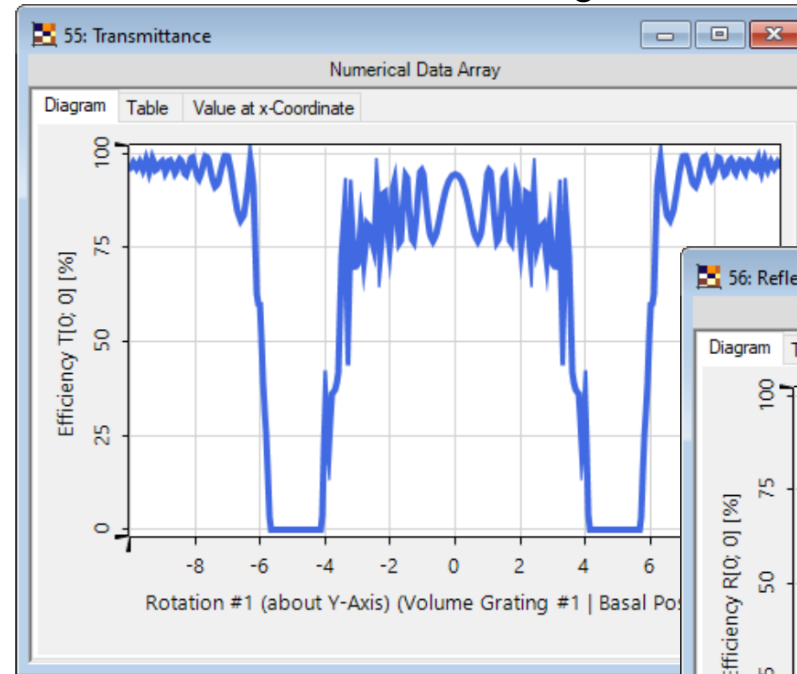 55: Transmittance
Numerical Data Array
Diagram Table Value at x-Coordinate
Efficiency T[0; 0] [%]
100
75
50
25
0
-8 -6 -4 -2 0 2 4 6
Rotation #1 (about Y-Axis) (Volume Grating #1 | Basal Pos
56: Refle
Diagram T
Efficiency R[0; 0] [%]
100
75
50